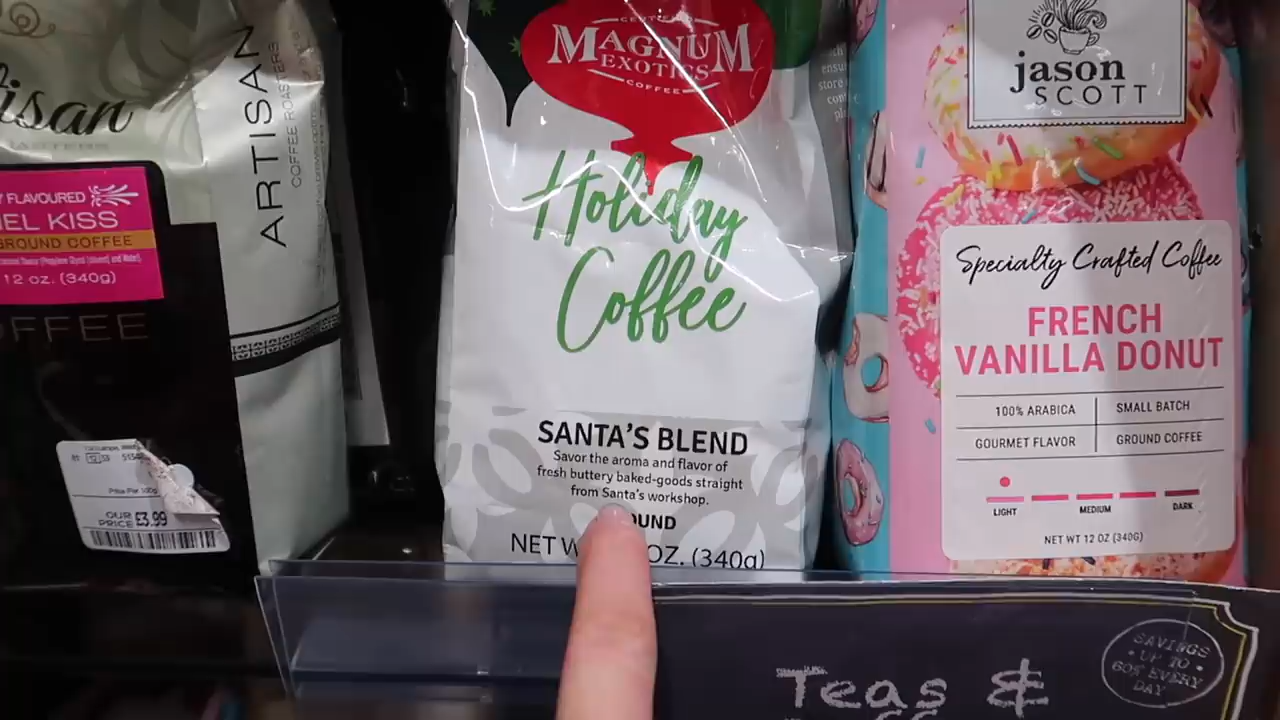 isan
ARTISAN
COFFEE ROASTERS
FLAVOURED
EL KISS
GROUND COFFEE
12 oz. (340g)
OFFEE
OUR PRICE £3.99
CERTIFIED
MAGNUM
EXOTICS
COFFEE
Holiday
Coffee
SANTA'S BLEND
Savor the aroma and flavor of
fresh buttery baked-goods straight
from Santa's workshop.
OUND
NET W OZ. (340g)
jason
SCOTT
Specialty Crafted Coffee
FRENCH
VANILLA DONUT
100% ARABICA SMALL BATCH
GOURMET FLAVOR GROUND COFFEE
LIGHT MEDIUM DARK
NET WT 12 OZ (340G)
Teas &
SAVINGS
• UP TO •
60% EVERY
DAY